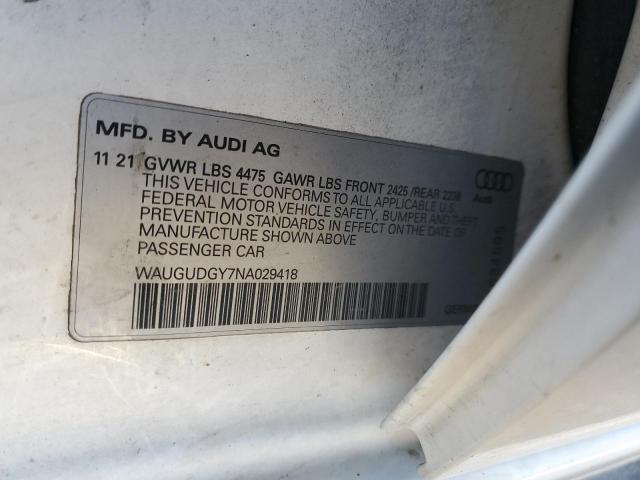 MFD. BY AUDI AG
11 21 GVWR LBS 4475 GAWR LBS FRONT 2425 /REAR 2238
THIS VEHICLE CONFORMS TO ALL APPLICABLE U.S.
FEDERAL MOTOR VEHICLE SAFETY, BUMPER AND THEFT
PREVENTION STANDARDS IN EFFECT ON THE DATE OF
MANUFACTURE SHOWN ABOVE
PASSENGER CAR
WAUGUDGY7NA029418
Audi